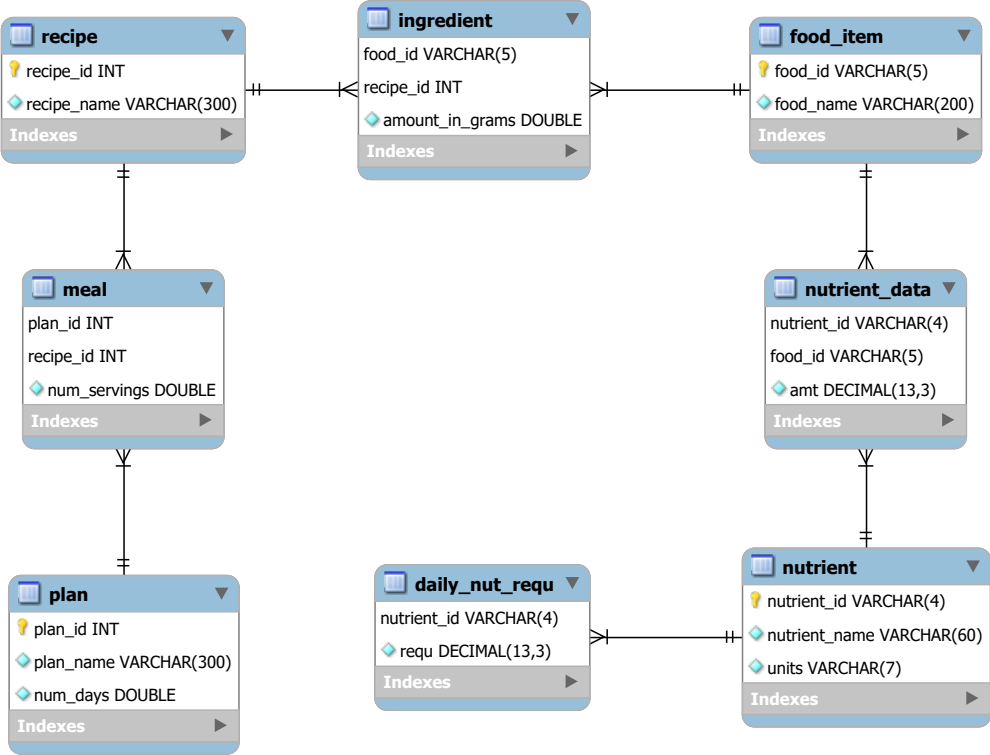 recipe
recipe_id INT
recipe_name VARCHAR(300)
Indexes
ingredient
food_id VARCHAR(5)
recipe_id INT
amount_in_grams DOUBLE
Indexes
food_item
food_id VARCHAR(5)
food_name VARCHAR(200)
Indexes
meal
plan_id INT
recipe_id INT
num_servings DOUBLE
Indexes
nutrient_data
nutrient_id VARCHAR(4)
food_id VARCHAR(5)
amt DECIMAL(13,3)
Indexes
plan
plan_id INT
plan_name VARCHAR(300)
num_days DOUBLE
Indexes
daily_nut_requ
nutrient_id VARCHAR(4)
requ DECIMAL(13,3)
Indexes
nutrient
nutrient_id VARCHAR(4)
nutrient_name VARCHAR(60)
units VARCHAR(7)
Indexes